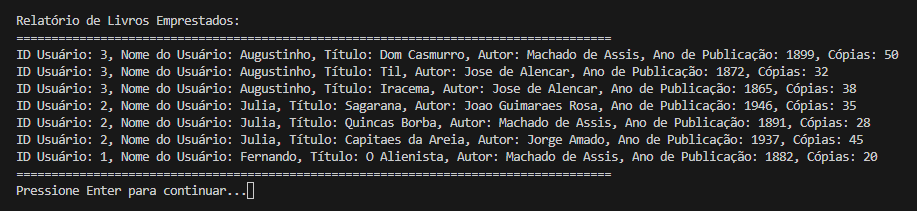 Relatório de Livros Emprestados:
=====================================================================================
ID Usuário: 3, Nome do Usuário: Augustinho, Título: Dom Casmurro, Autor: Machado de Assis, Ano de Publicação: 1899, Cópias: 50
ID Usuário: 3, Nome do Usuário: Augustinho, Título: Til, Autor: Jose de Alencar, Ano de Publicação: 1872, Cópias: 32
ID Usuário: 3, Nome do Usuário: Augustinho, Título: Iracema, Autor: Jose de Alencar, Ano de Publicação: 1865, Cópias: 38
ID Usuário: 2, Nome do Usuário: Julia, Título: Sagarana, Autor: Joao Guimaraes Rosa, Ano de Publicação: 1946, Cópias: 35
ID Usuário: 2, Nome do Usuário: Julia, Título: Quincas Borba, Autor: Machado de Assis, Ano de Publicação: 1891, Cópias: 28
ID Usuário: 2, Nome do Usuário: Julia, Título: Capitaes da Areia, Autor: Jorge Amado, Ano de Publicação: 1937, Cópias: 45
ID Usuário: 1, Nome do Usuário: Fernando, Título: O Alienista, Autor: Machado de Assis, Ano de Publicação: 1882, Cópias: 20
=====================================================================================
Pressione Enter para continuar...